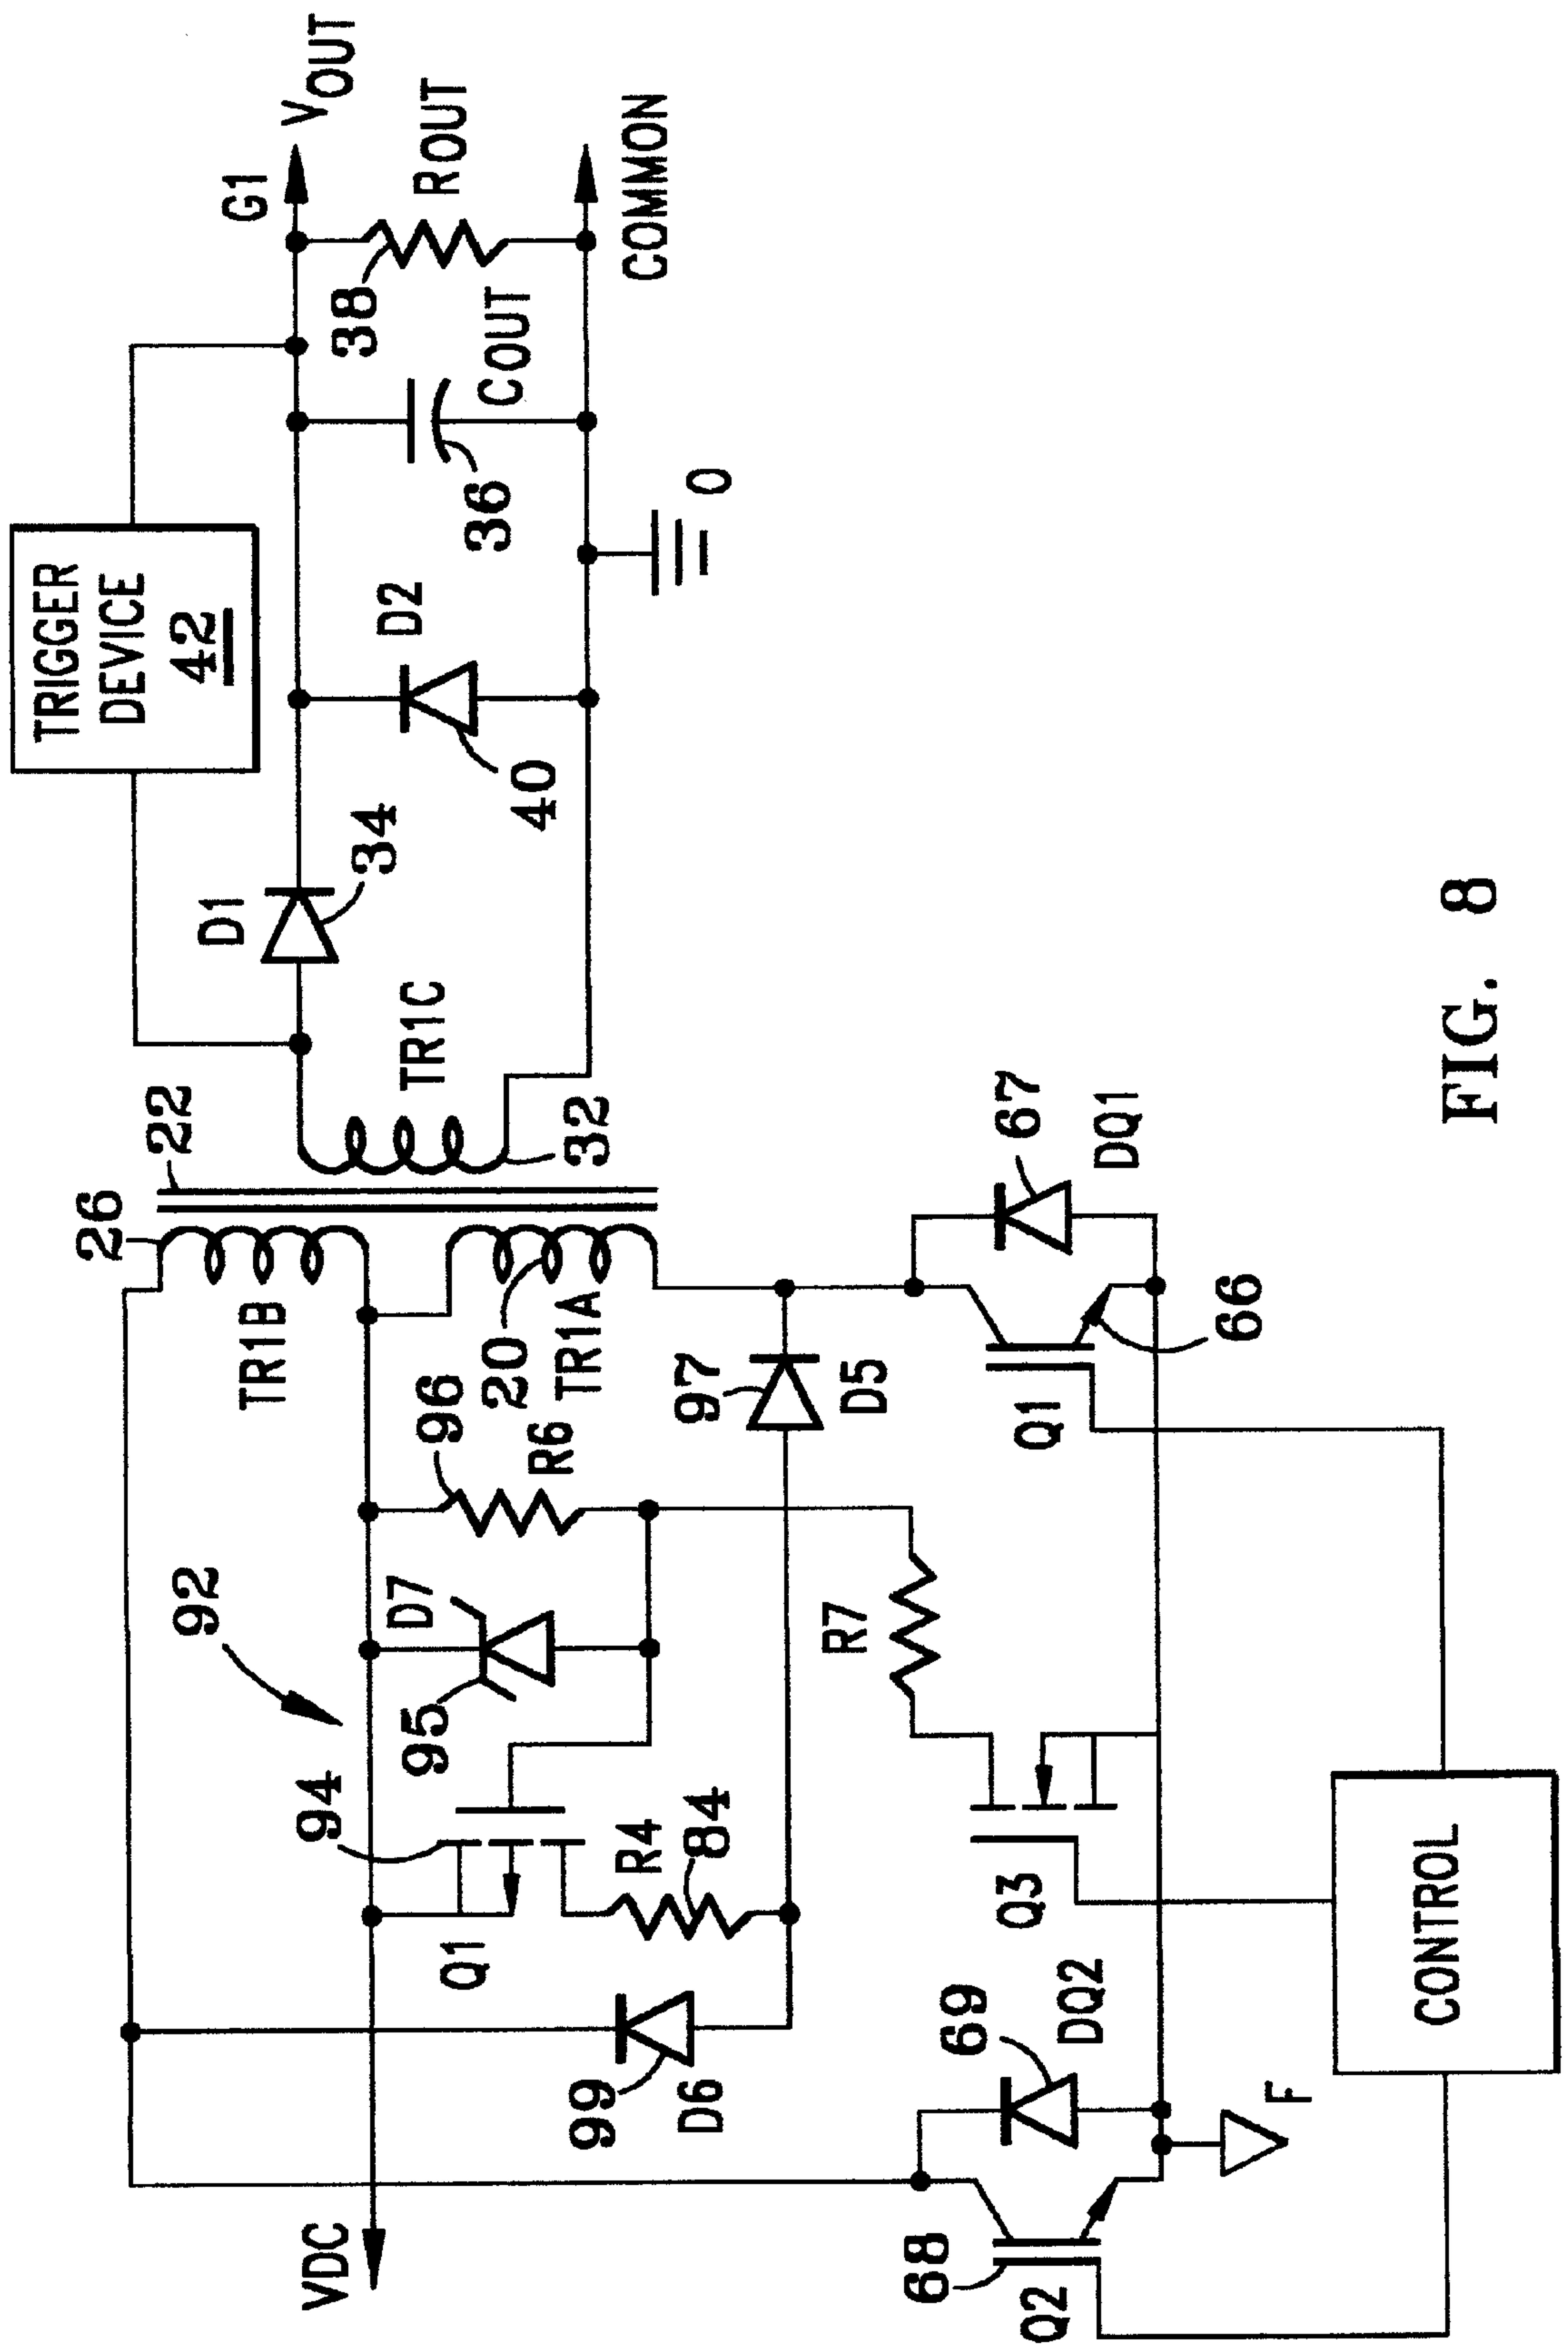 TRIGGER
DEVICE
42
G1
VOUT
D1
34
D2
40
36
COUT
38
ROUT
COMMON
0
22
26
TR1B
TR1C
32
20
TR1A
92
VDC
94
Q1
95
D7
96
R6
R4
84
97
D5
99
D6
R7
67
DQ1
66
Q1
Q3
69
DQ2
68
Q2
F
CONTROL
FIG. 8